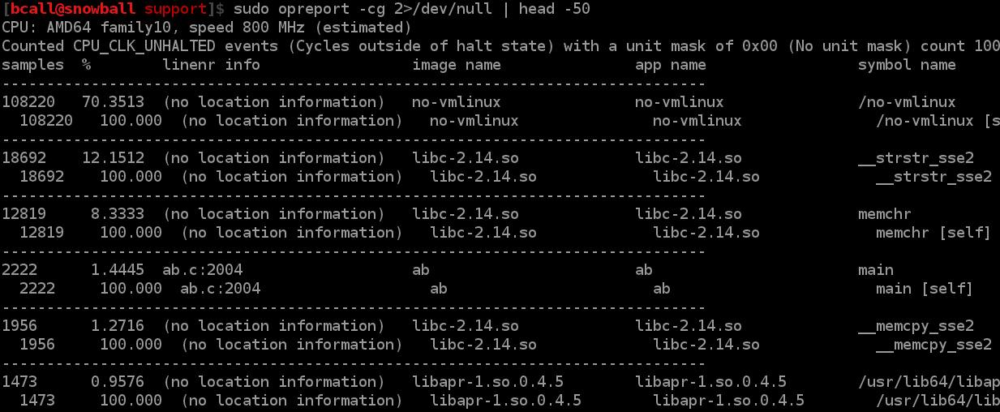 [bcall@snowball support]$ sudo opreport -cg 2>/dev/null | head -50
CPU: AMD64 family10, speed 800 MHz (estimated)
Counted CPU_CLK_UNHALTED events (Cycles outside of halt state) with a unit mask of 0x00 (No unit mask) count 100
samples  %        linenr info                 image name               app name                 symbol name
-------------------------------------------------------------------------------
108220   70.3513  (no location information)   no-vmlinux               no-vmlinux               /no-vmlinux
  108220   100.000  (no location information)   no-vmlinux               no-vmlinux               /no-vmlinux [s
-------------------------------------------------------------------------------
18692    12.1512  (no location information)   libc-2.14.so             libc-2.14.so             __strstr_sse2
  18692    100.000  (no location information)   libc-2.14.so             libc-2.14.so             __strstr_sse2
-------------------------------------------------------------------------------
12819     8.3333  (no location information)   libc-2.14.so             libc-2.14.so             memchr
  12819    100.000  (no location information)   libc-2.14.so             libc-2.14.so             memchr [self]
-------------------------------------------------------------------------------
2222      1.4445  ab.c:2004                   ab                       ab                       main
  2222     100.000  ab.c:2004                   ab                       ab                       main [self]
-------------------------------------------------------------------------------
1956      1.2716  (no location information)   libc-2.14.so             libc-2.14.so             __memcpy_sse2
  1956     100.000  (no location information)   libc-2.14.so             libc-2.14.so             __memcpy_sse2
-------------------------------------------------------------------------------
1473      0.9576  (no location information)   libapr-1.so.0.4.5        libapr-1.so.0.4.5        /usr/lib64/libap
  1473     100.000  (no location information)   libapr-1.so.0.4.5        libapr-1.so.0.4.5        /usr/lib64/lib